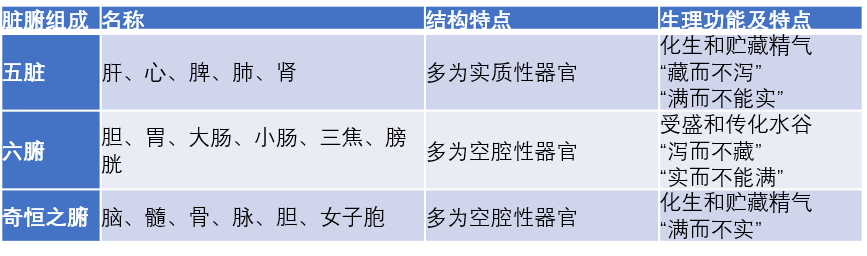 脏腑组成 名称 结构特点 生理功能及特点
五脏 肝、心、脾、肺、肾 多为实质性器官 化生和贮藏精气
“藏而不泻”
“满而不能实”
六腑 胆、胃、大肠、小肠、三焦、膀
胱 多为空腔性器官 受盛和传化水谷
“泻而不藏”
“实而不能满”
奇恒之腑 脑、髓、骨、脉、胆、女子胞 多为空腔性器官 化生和贮藏精气
“满而不实”